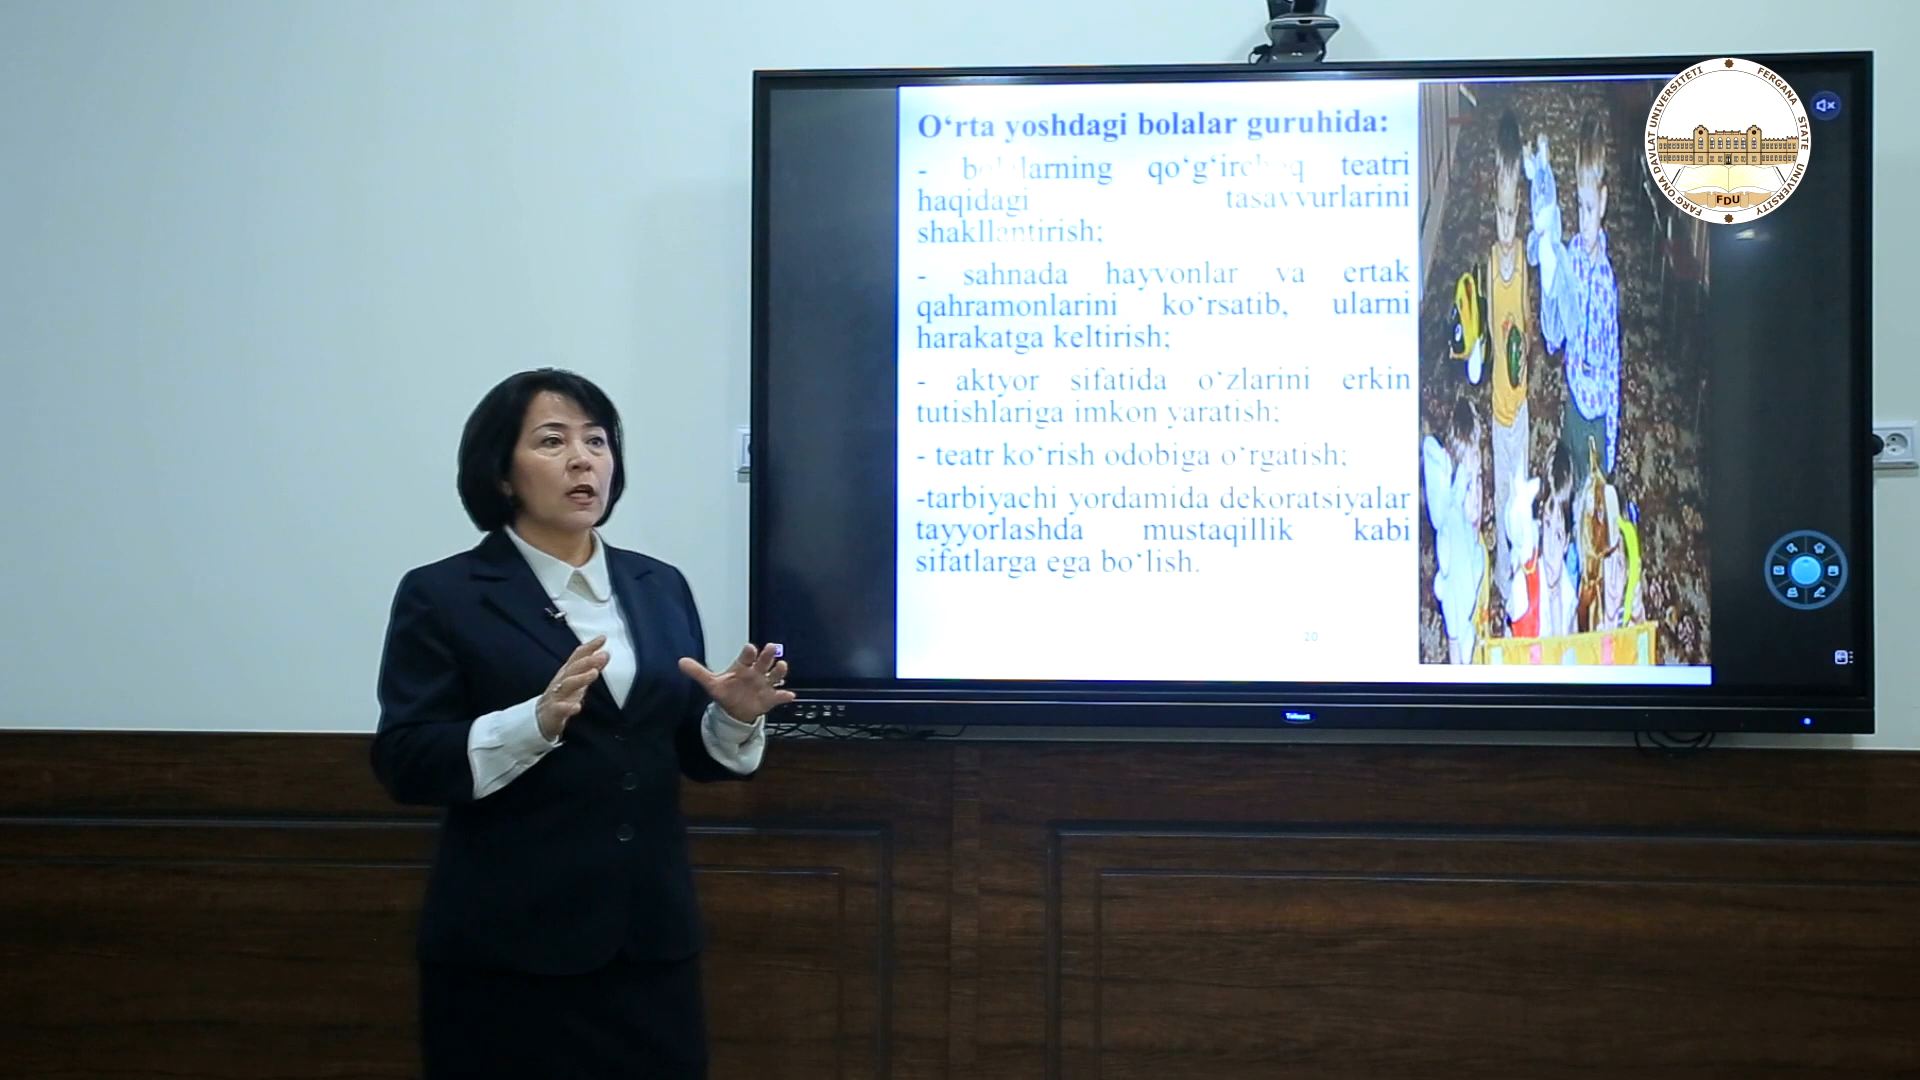 O‘rta yoshdagi bolalar guruhida:
- bolalarning qo‘g‘irchoq teatri
haqidagi tasavvurlarini
shakllantirish;
- sahnada hayvonlar va ertak
qahramonlarini ko‘rsatib, ularni
harakatga keltirish;
- aktyor sifatida o‘zlarini erkin
tutishlariga imkon yaratish;
- teatr ko‘rish odobiga o‘rgatish;
-tarbiyachi yordamida dekoratsiyalar
tayyorlashda mustaqillik kabi
sifatlarga ega bo‘lish.
20
FARG'ONA DAVLAT UNIVERSITETI
FERGANA STATE UNIVERSITY
FDU